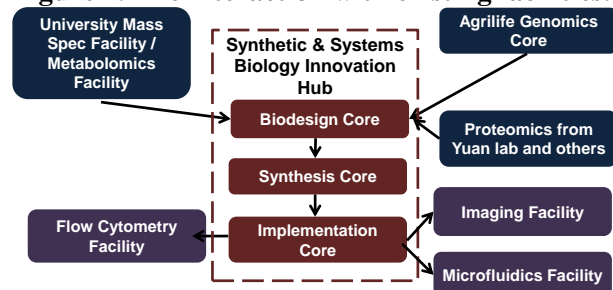 University Mass
Spec Facility /
Metabolomics
Facility
Synthetic & Systems
Biology Innovation
Hub
Agrilife Genomics
Core
Biodesign Core
Proteomics from
Yuan lab and others
Synthesis Core
Flow Cytometry
Facility
Implementation
Core
Imaging Facility
Microfluidics Facility